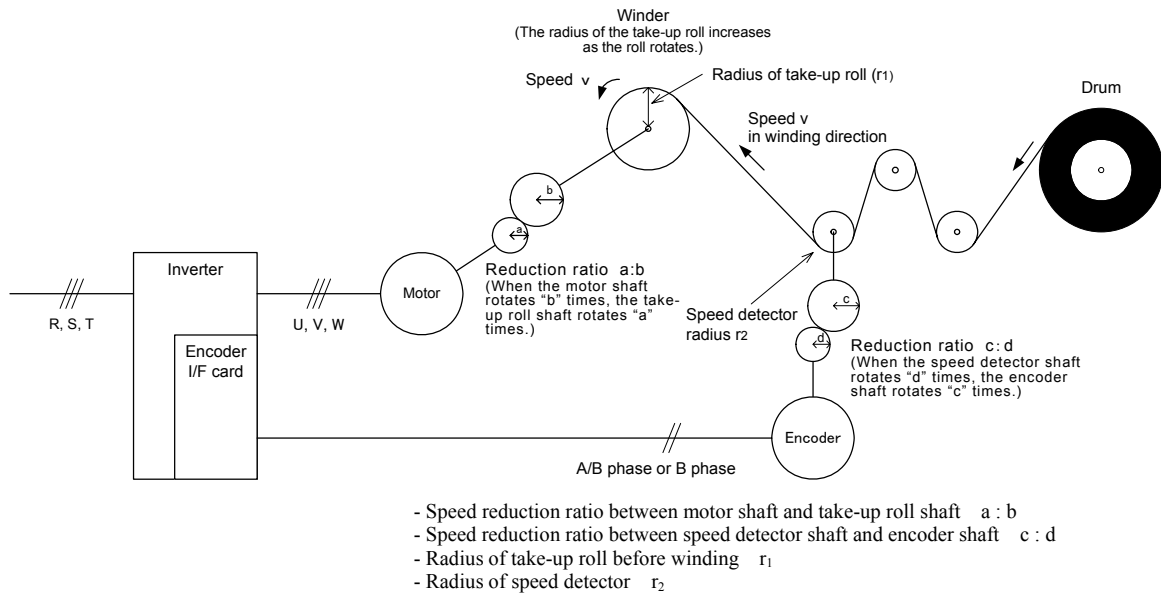 Winder
(The radius of the take-up roll increases
as the roll rotates.)
Speed v
Radius of take-up roll (r1)
Drum
Speed v
in winding direction
b
a
Inverter
Reduction ratio a:b
(When the motor shaft
rotates “b” times, the take-
up roll shaft rotates “a”
times.)
Motor
R, S, T
U, V, W
Speed detector
radius r2
c
d
Encoder
I/F card
Reduction ratio c:d
(When the speed detector shaft
rotates “d” times, the encoder
shaft rotates “c” times.)
Encoder
A/B phase or B phase
- Speed reduction ratio between motor shaft and take-up roll shaft a : b
- Speed reduction ratio between speed detector shaft and encoder shaft c : d
- Radius of take-up roll before winding r1
- Radius of speed detector r2